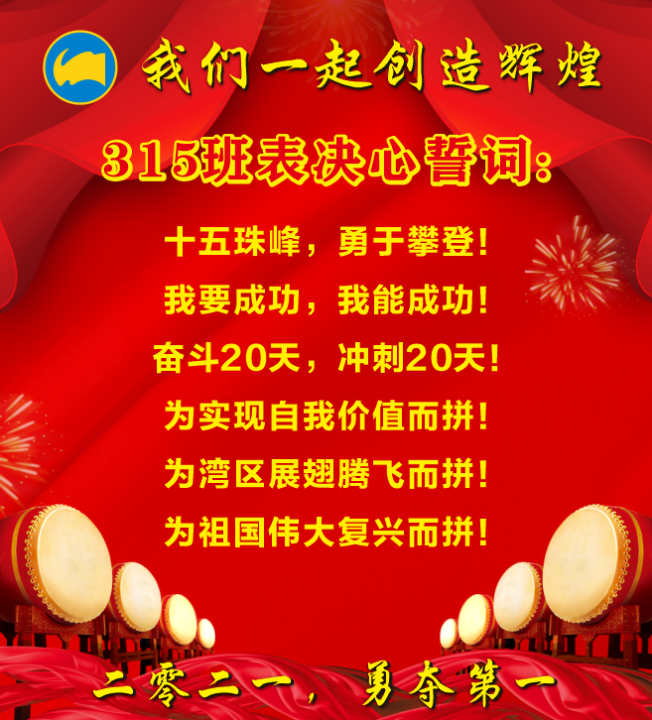 我们一起创造辉煌
315班表决心誓词:
十五珠峰，勇于攀登!
我要成功，我能成功!
奋斗20天，冲刺20天!
为实现自我价值而拼!
为湾区展翅腾飞而拼!
为祖国伟大复兴而拼!
二零二一，勇夺第一